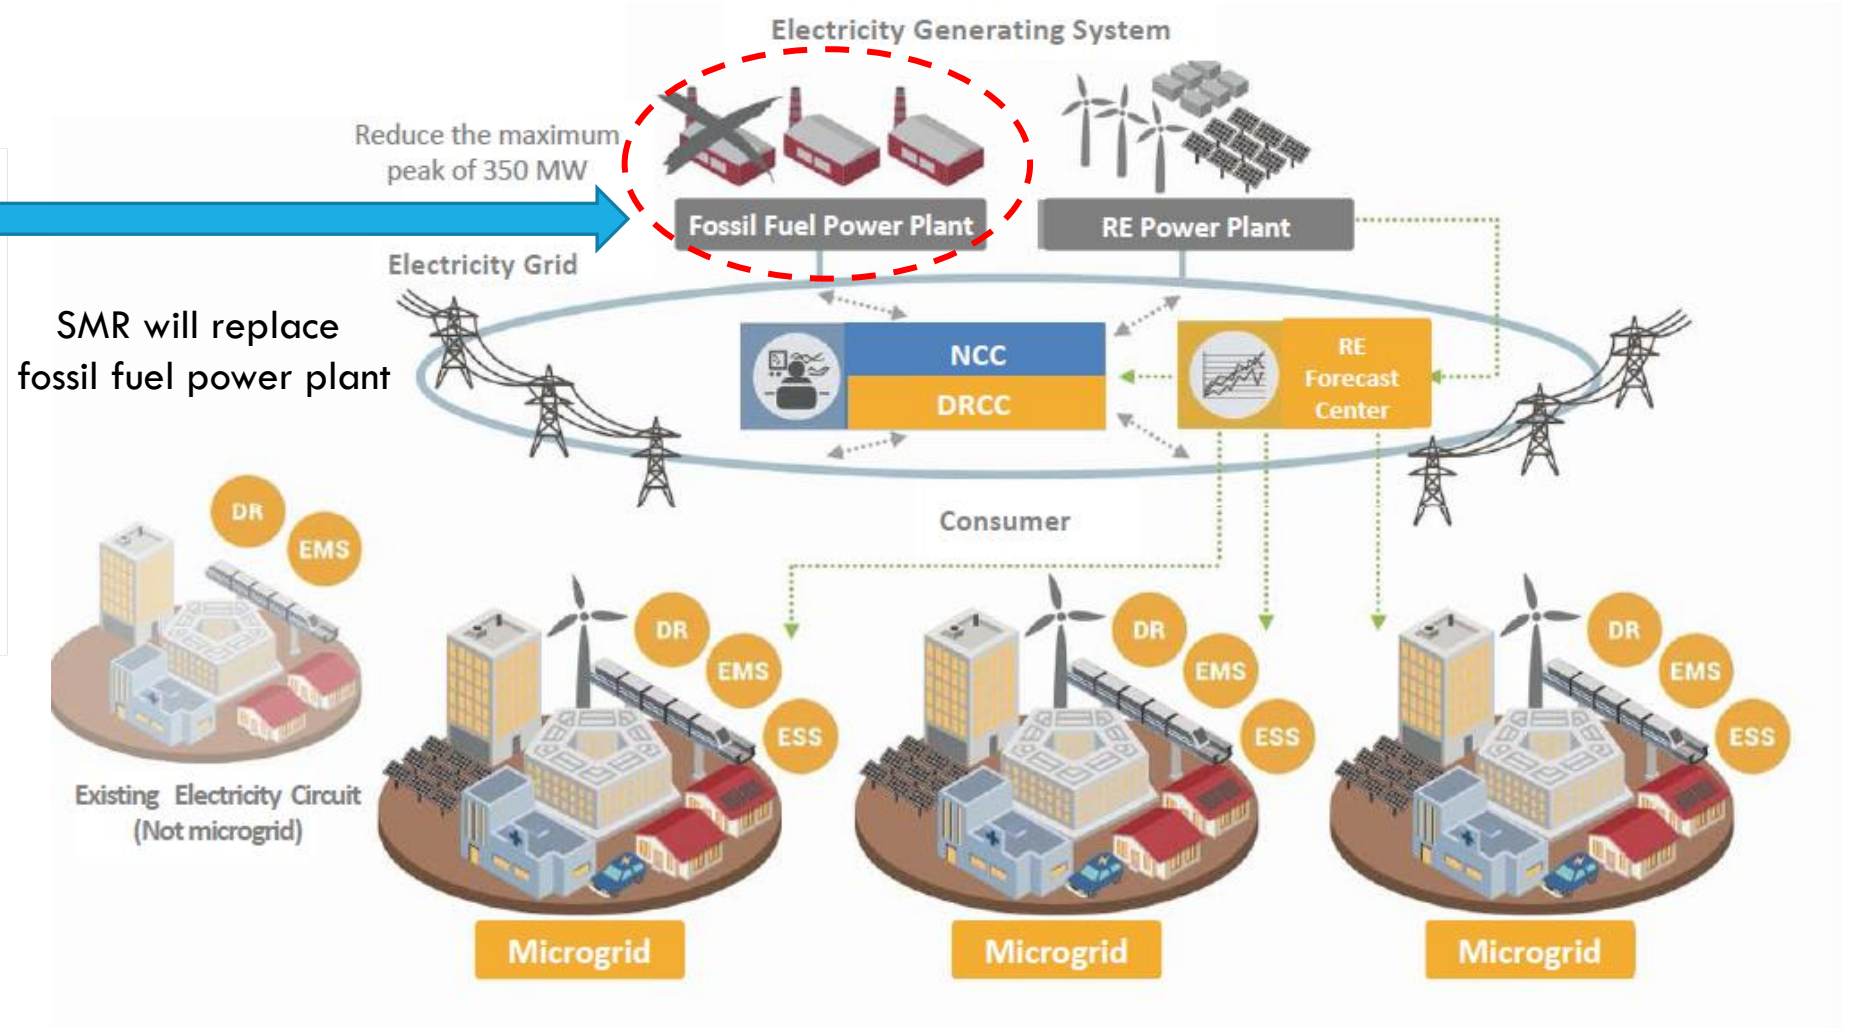 Electricity Generating System
Reduce the maximum
peak of 350 MW
Fossil Fuel Power Plant
RE Power Plant
Electricity Grid
SMR will replace
fossil fuel power plant
NCC
DRCC
RE
Forecast
Center
Consumer
DR
EMS
Existing Electricity Circuit
(Not microgrid)
DR
EMS
ESS
Microgrid
DR
EMS
ESS
Microgrid
DR
EMS
ESS
Microgrid